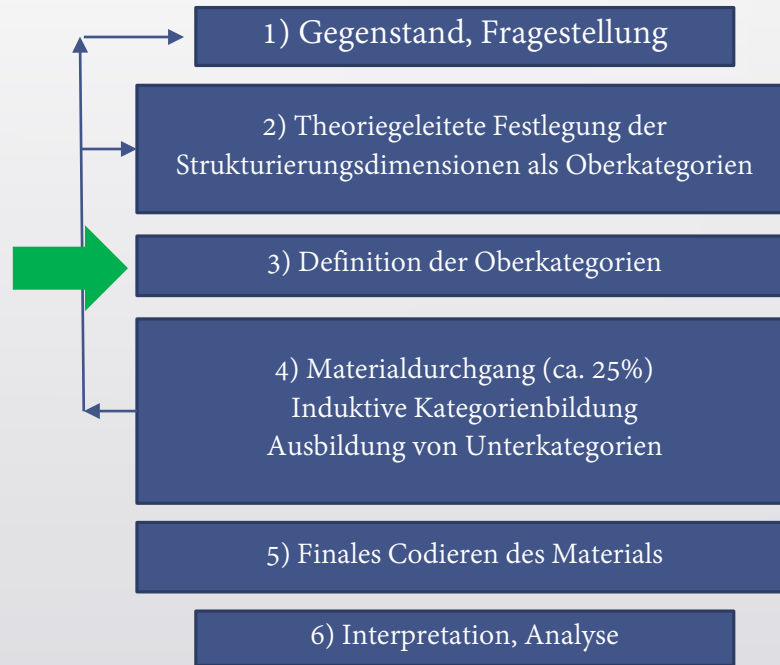 1) Gegenstand, Fragestellung
2) Theoriegeleitete Festlegung der
Strukturierungsdimensionen als Oberkategorien
3) Definition der Oberkategorien
4) Materialdurchgang (ca. 25%)
Induktive Kategorienbildung
Ausbildung von Unterkategorien
5) Finales Codieren des Materials
6) Interpretation, Analyse